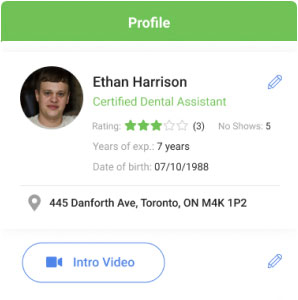 Profile
Ethan Harrison
Certified Dental Assistant
Rating: (3) No Shows: 5
Years of exp.: 7 years
Date of birth: 07/10/1988
445 Danforth Ave, Toronto, ON M4K 1P2
Intro Video